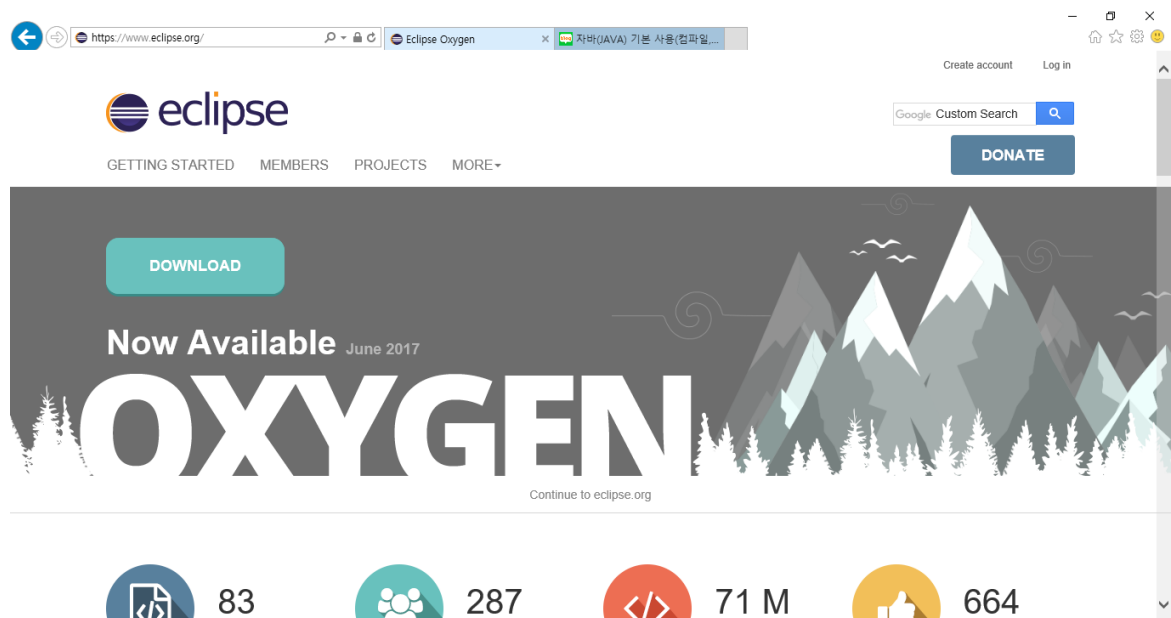 https://www.eclipse.org/
Eclipse Oxygen
blog
자바(JAVA) 기본 사용(컴파일,...
Create account Log in
eclipse
Google Custom Search
DONATE
GETTING STARTED MEMBERS PROJECTS MORE
DOWNLOAD
Now Available June 2017
OXYGEN
Continue to eclipse.org
83 287 71 M 664